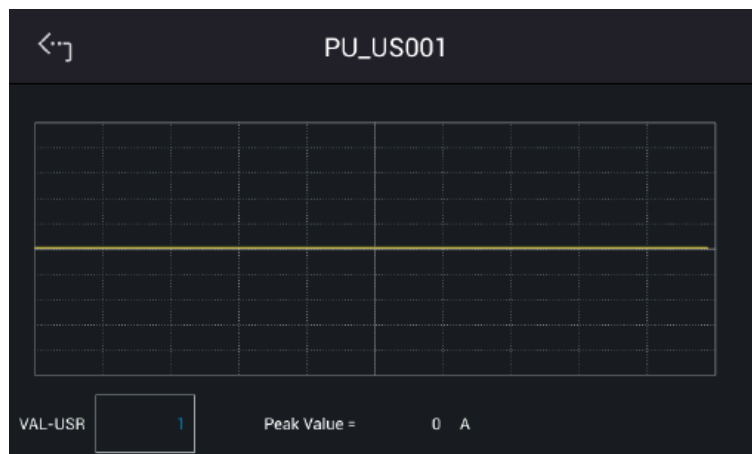 PU_US001
VAL-USR 1 Peak Value = 0 A